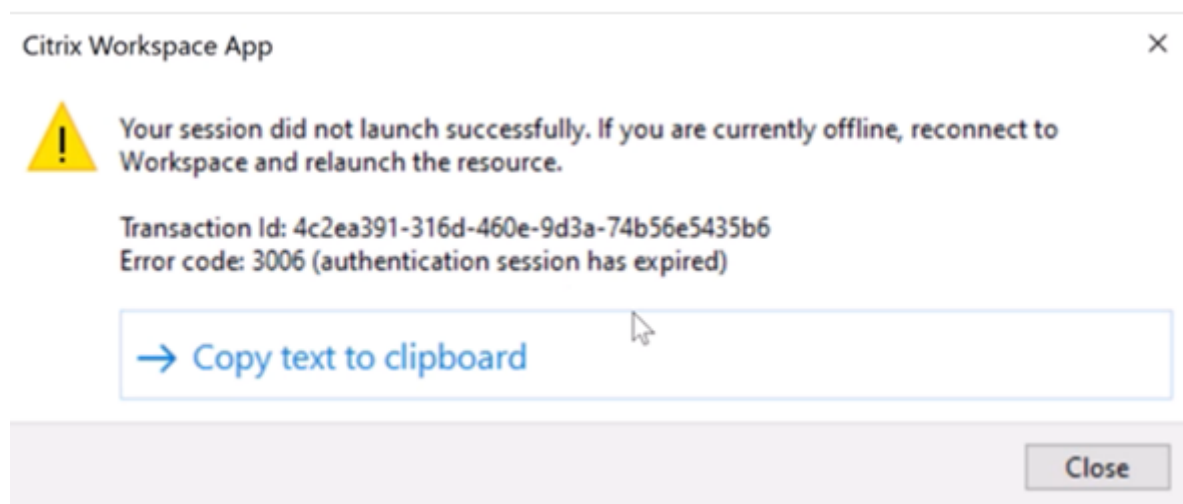 Citrix Workspace App
Your session did not launch successfully. If you are currently offline, reconnect to
Workspace and relaunch the resource.
Transaction Id: 4c2ea391-316d-460e-9d3a-74b56e5435b6
Error code: 3006 (authentication session has expired)
Copy text to clipboard
Close